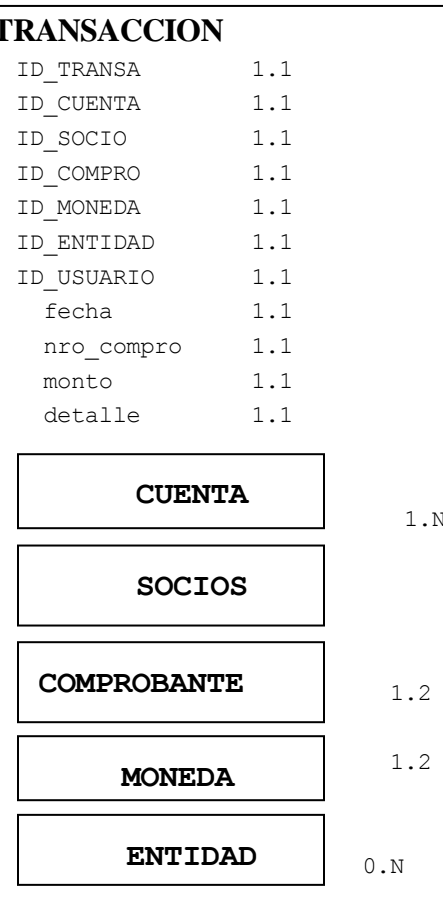 TRANSACCION
ID_TRANSA 1.1
ID_CUENTA 1.1
ID_SOCIO 1.1
ID_COMPRO 1.1
ID_MONEDA 1.1
ID_ENTIDAD 1.1
ID_USUARIO 1.1
fecha 1.1
nro_compro 1.1
monto 1.1
detalle 1.1
CUENTA
1.N
SOCIOS
COMPROBANTE 1.2
MONEDA 1.2
ENTIDAD 0.N